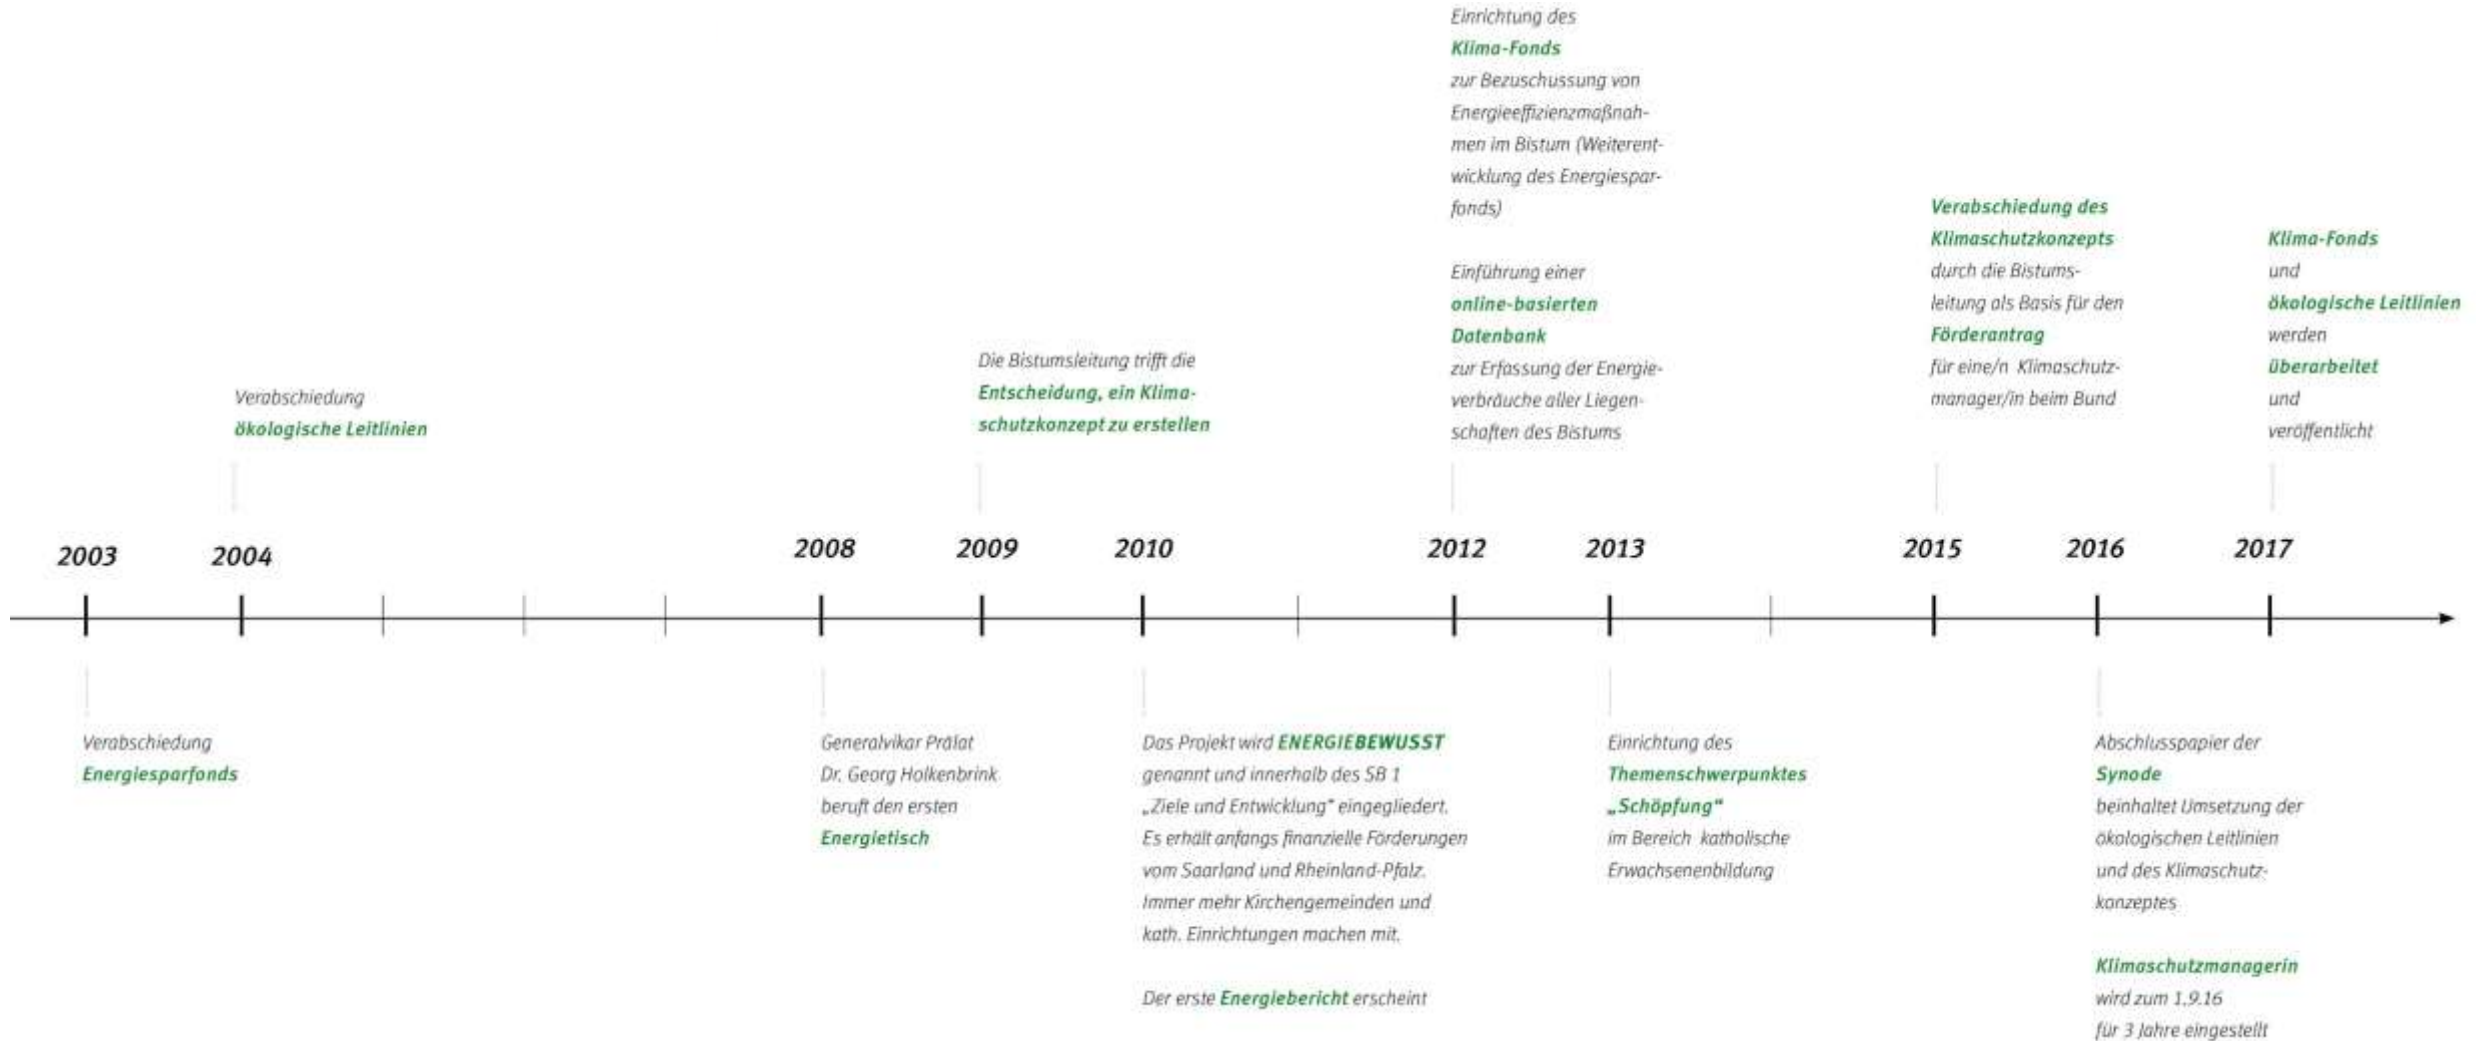 Einrichtung des
Klima-Fonds
zur Bezuschussung von
Energieeffizienzmaßnah-
men im Bistum (Weiterent-
wicklung des Energiespar-
fonds)
Einführung einer
online-basierten
Datenbank
zur Erfassung der Energie-
verbräuche aller Liegen-
schaften des Bistums
Verabschiedung des
Klimaschutzkonzepts
durch die Bistums-
leitung als Basis für den
Förderantrag
für eine/n Klimaschutz-
manager/in beim Bund
Klima-Fonds
und
ökologische Leitlinien
werden
überarbeitet
und
veröffentlicht
Die Bistumsleitung trifft die
Entscheidung, ein Klima-
schutzkonzept zu erstellen
Verabschiedung
ökologische Leitlinien
2003
2004
2008
2009
2010
2012
2013
2015
2016
2017
Verabschiedung
Energiesparfonds
Generalvikar Prälat
Dr. Georg Holkenbrink
beruft den ersten
Energietisch
Das Projekt wird ENERGIEBEWUSST
genannt und innerhalb des SB 1
„Ziele und Entwicklung“ eingegliedert.
Es erhält anfangs finanzielle Förderungen
vom Saarland und Rheinland-Pfalz.
Immer mehr Kirchengemeinden und
kath. Einrichtungen machen mit.
Der erste Energiebericht erscheint
Einrichtung des
Themenschwerpunktes
„Schöpfung“
im Bereich katholische
Erwachsenenbildung
Abschlusspapier der
Synode
beinhaltet Umsetzung der
ökologischen Leitlinien
und des Klimaschutz-
konzeptes
Klimaschutzmanagerin
wird zum 1.9.16
für 3 Jahre eingestellt